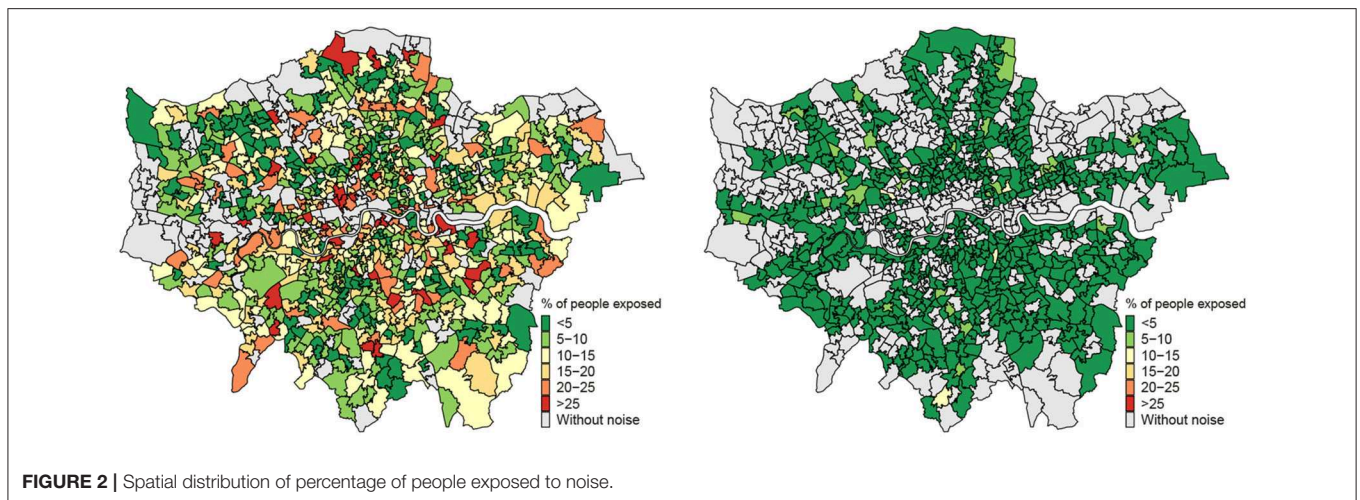 % of people exposed
<5
5–10
10–15
15–20
20–25
>25
Without noise
% of people exposed
<5
5–10
10–15
15–20
20–25
>25
Without noise
FIGURE 2 | Spatial distribution of percentage of people exposed to noise.